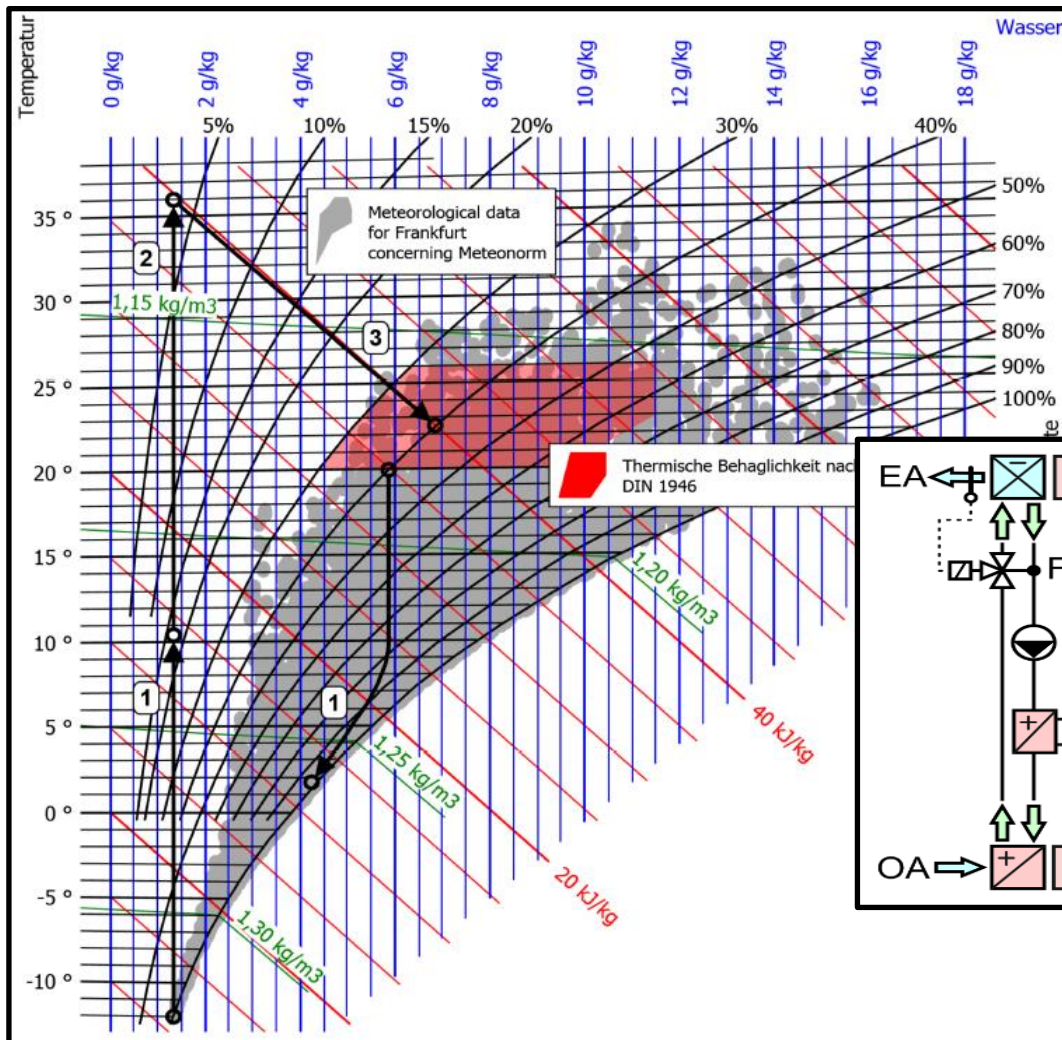 Temperatur
Wasser
0 g/kg
2 g/kg
4 g/kg
6 g/kg
8 g/kg
10 g/kg
12 g/kg
14 g/kg
16 g/kg
18 g/kg
5%
10%
15%
20%
30%
40%
50%
60%
70%
80%
90%
100%
35 °
30 °
25 °
20 °
15 °
10 °
5 °
0 °
-5 °
-10 °
Meteorological data
for Frankfurt
concerning Meteonorm
2
1,15 kg/m3
3
Thermische Behaglichkeit nac
DIN 1946
te
1,20 kg/m3
1
1
40 kJ/kg
1,25 kg/m3
20 kJ/kg
1,30 kg/m3
EA
F
OA